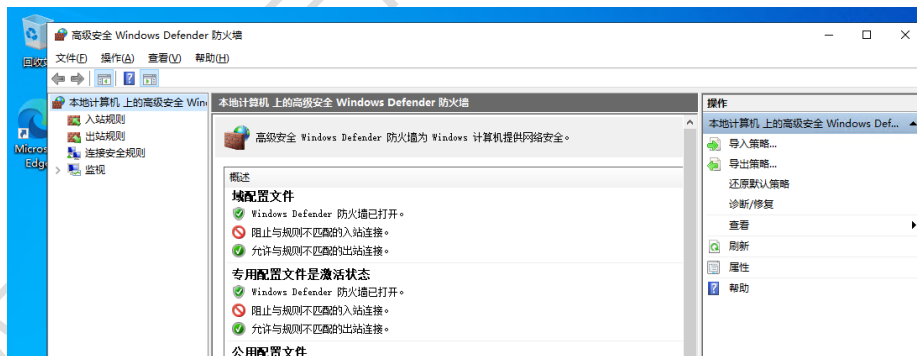 高级安全 Windows Defender 防火墙
文件(F) 操作(A) 查看(V) 帮助(H)
回收
Micros
Edg
本地计算机 上的高级安全 Win
入站规则
出站规则
连接安全规则
监视
本地计算机 上的高级安全 Windows Defender 防火墙
高级安全 Windows Defender 防火墙为 Windows 计算机提供网络安全。
概述
域配置文件
Windows Defender 防火墙已打开。
阻止与规则不匹配的入站连接。
允许与规则不匹配的出站连接。
专用配置文件是激活状态
Windows Defender 防火墙已打开。
阻止与规则不匹配的入站连接。
允许与规则不匹配的出站连接。
公用配置文件
操作
本地计算机 上的高级安全 Windows Def...
导入策略...
导出策略...
还原默认策略
诊断/修复
查看
刷新
属性
帮助